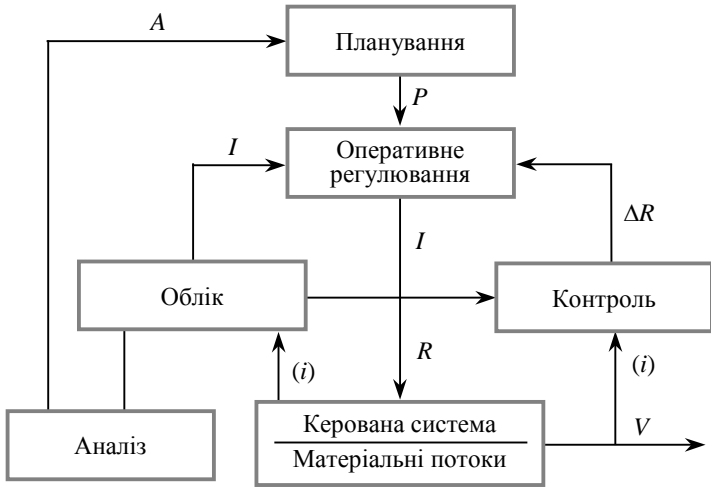 A
Планування
P
I
Оперативне
регулювання
ΔR
I
Облік
Контроль
(i)
R
(i)
Аналіз
Керована система
Матеріальні потоки
V